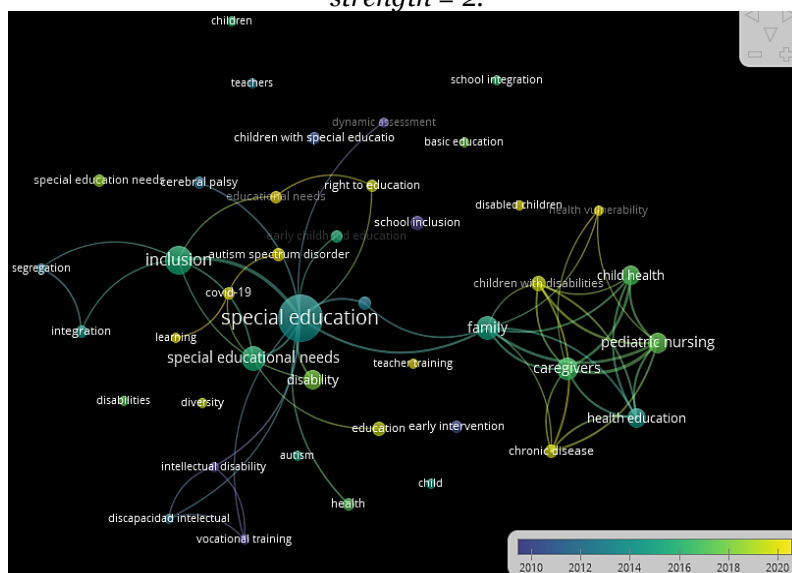 strength = 2.
children
teachers
school integration
dynamic assessment
children with special educatio
basic education
special education needs
cerebral palsy
right to education
educational needs
disabled children
health vulnerability
school inclusion
early childhood education
inclusion
autism spectrum disorder
segregation
child health
children with disabilities
covid-19
special education
family
integration
learning
pediatric nursing
special educational needs
teacher training
caregivers
disability
disabilities
diversity
health education
education
early intervention
chronic disease
autism
intellectual disability
child
health
discapacidad intelectual
vocational training
2010 2012 2014 2016 2018 2020